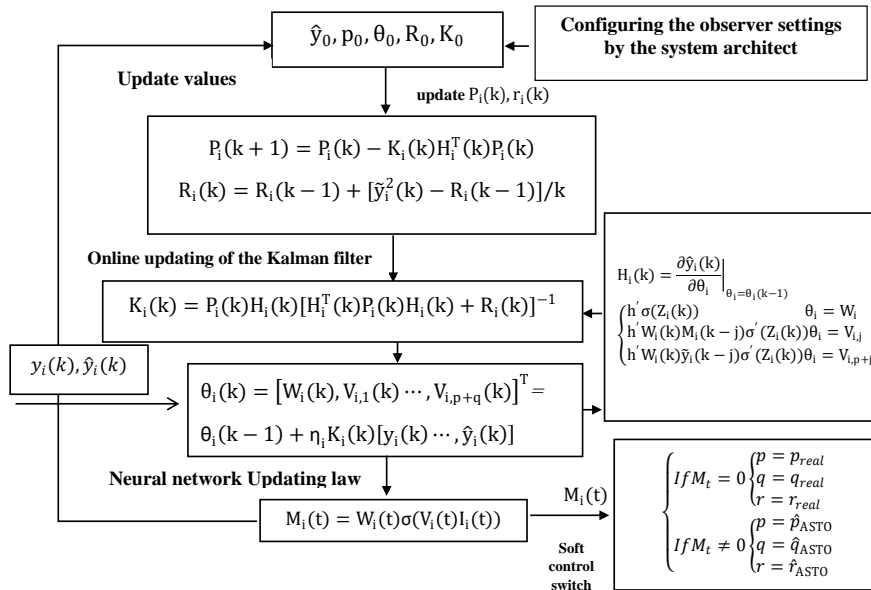 ŷ₀, p₀, θ₀, R₀, K₀
Configuring the observer settings
by the system architect
Update values
update Pᵢ(k), rᵢ(k)
Pᵢ(k + 1) = Pᵢ(k) − Kᵢ(k)Hᵢᵀ(k)Pᵢ(k)
Rᵢ(k) = Rᵢ(k − 1) + [ỹᵢ²(k) − Rᵢ(k − 1)]/k
Online updating of the Kalman filter
Kᵢ(k) = Pᵢ(k)Hᵢ(k)[Hᵢᵀ(k)Pᵢ(k)Hᵢ(k) + Rᵢ(k)]⁻¹
Hᵢ(k) = ∂ŷᵢ(k)/∂θᵢ |θᵢ=θᵢ(k−1)
{h′σ(Zᵢ(k)) θᵢ = Wᵢ
h′Wᵢ(k)Mᵢ(k − j)σ′(Zᵢ(k))θᵢ = Vᵢ,ⱼ
h′Wᵢ(k)ỹᵢ(k − j)σ′(Zᵢ(k))θᵢ = Vᵢ,ₚ₊ⱼ
yᵢ(k), ŷᵢ(k)
θᵢ(k) = [Wᵢ(k), Vᵢ,₁(k) ⋯, Vᵢ,p+q(k)]ᵀ =
θᵢ(k − 1) + ηᵢKᵢ(k)[yᵢ(k) ⋯, ŷᵢ(k)]
Neural network Updating law
Mᵢ(t) = Wᵢ(t)σ(Vᵢ(t)Iᵢ(t))
Mᵢ(t)
Soft
control
switch
{p = p_real
IfMₜ = 0 q = q_real
r = r_real
{p = p̂_ASTO
IfMₜ ≠ 0 q = q̂_ASTO
r = r̂_ASTO